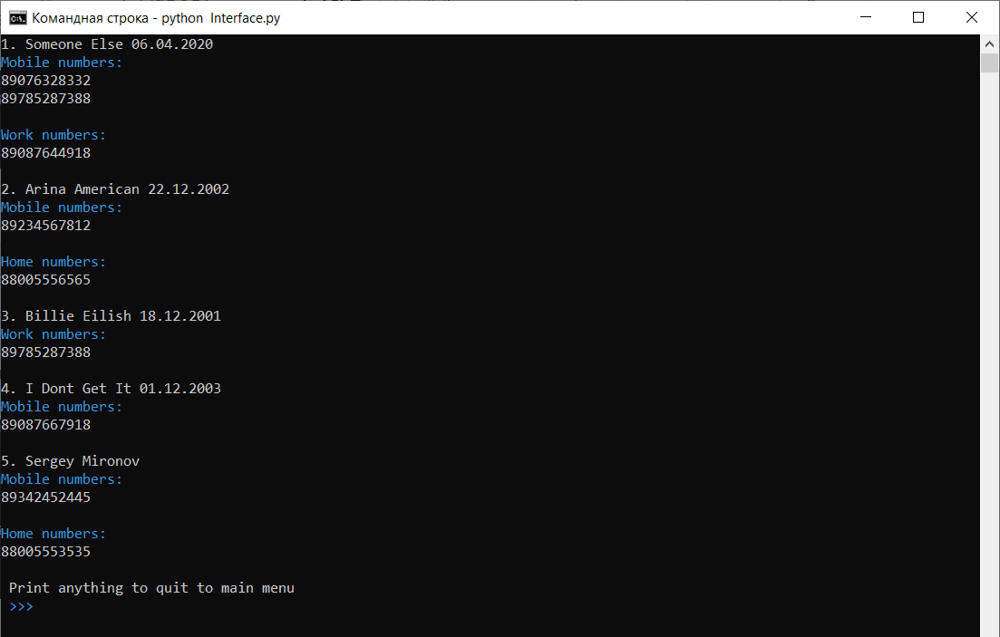 Командная строка - python  Interface.py
1. Someone Else 06.04.2020
Mobile numbers:
89076328332
89785287388
Work numbers:
89087644918
2. Arina American 22.12.2002
Mobile numbers:
89234567812
Home numbers:
88005556565
3. Billie Eilish 18.12.2001
Work numbers:
89785287388
4. I Dont Get It 01.12.2003
Mobile numbers:
89087667918
5. Sergey Mironov
Mobile numbers:
89342452445
Home numbers:
88005553535
Print anything to quit to main menu
>>>